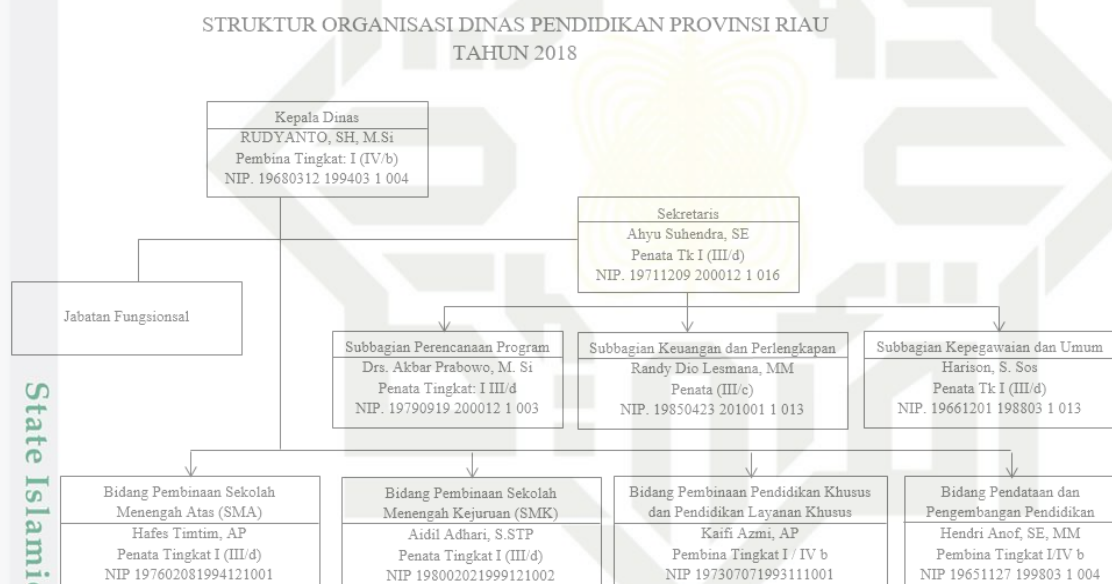 STRUKTUR ORGANISASI DINAS PENDIDIKAN PROVINSI RIAU
TAHUN 2018
Kepala Dinas
RUDYANTO, SH, M.Si
Pembina Tingkat: I (IV/b)
NIP. 19680312 199403 1 004
Sekretaris
Ahyu Suhendra, SE
Penata Tk I (III/d)
NIP. 19711209 200012 1 016
Jabatan Fungsionsal
Subbagian Perencanaan Program
Drs. Akbar Prabowo, M. Si
Penata Tingkat: I III/d
NIP. 19790919 200012 1 003
Subbagian Keuangan dan Perlengkapan
Randy Dio Lesmana, MM
Penata (III/c)
NIP. 19850423 201001 1 013
Subbagian Kepegawaian dan Umum
Harison, S. Sos
Penata Tk I (III/d)
NIP. 19661201 198803 1 013
Bidang Pembinaan Sekolah
Menengah Atas (SMA)
Hafes Timtim, AP
Penata Tingkat I (III/d)
NIP 197602081994121001
Bidang Pembinaan Sekolah
Menengah Kejuruan (SMK)
Aidil Adhari, S.STP
Penata Tingkat I (III/d)
NIP 198002021999121002
Bidang Pembinaan Pendidikan Khusus
dan Pendidikan Layanan Khusus
Kaifi Azmi, AP
Pembina Tingkat I / IV b
NIP 197307071993111001
Bidang Pendataan dan
Pengembangan Pendidikan
Hendri Anof, SE, MM
Pembina Tingkat I/IV b
NIP 19651127 199803 1 004
State Islamic